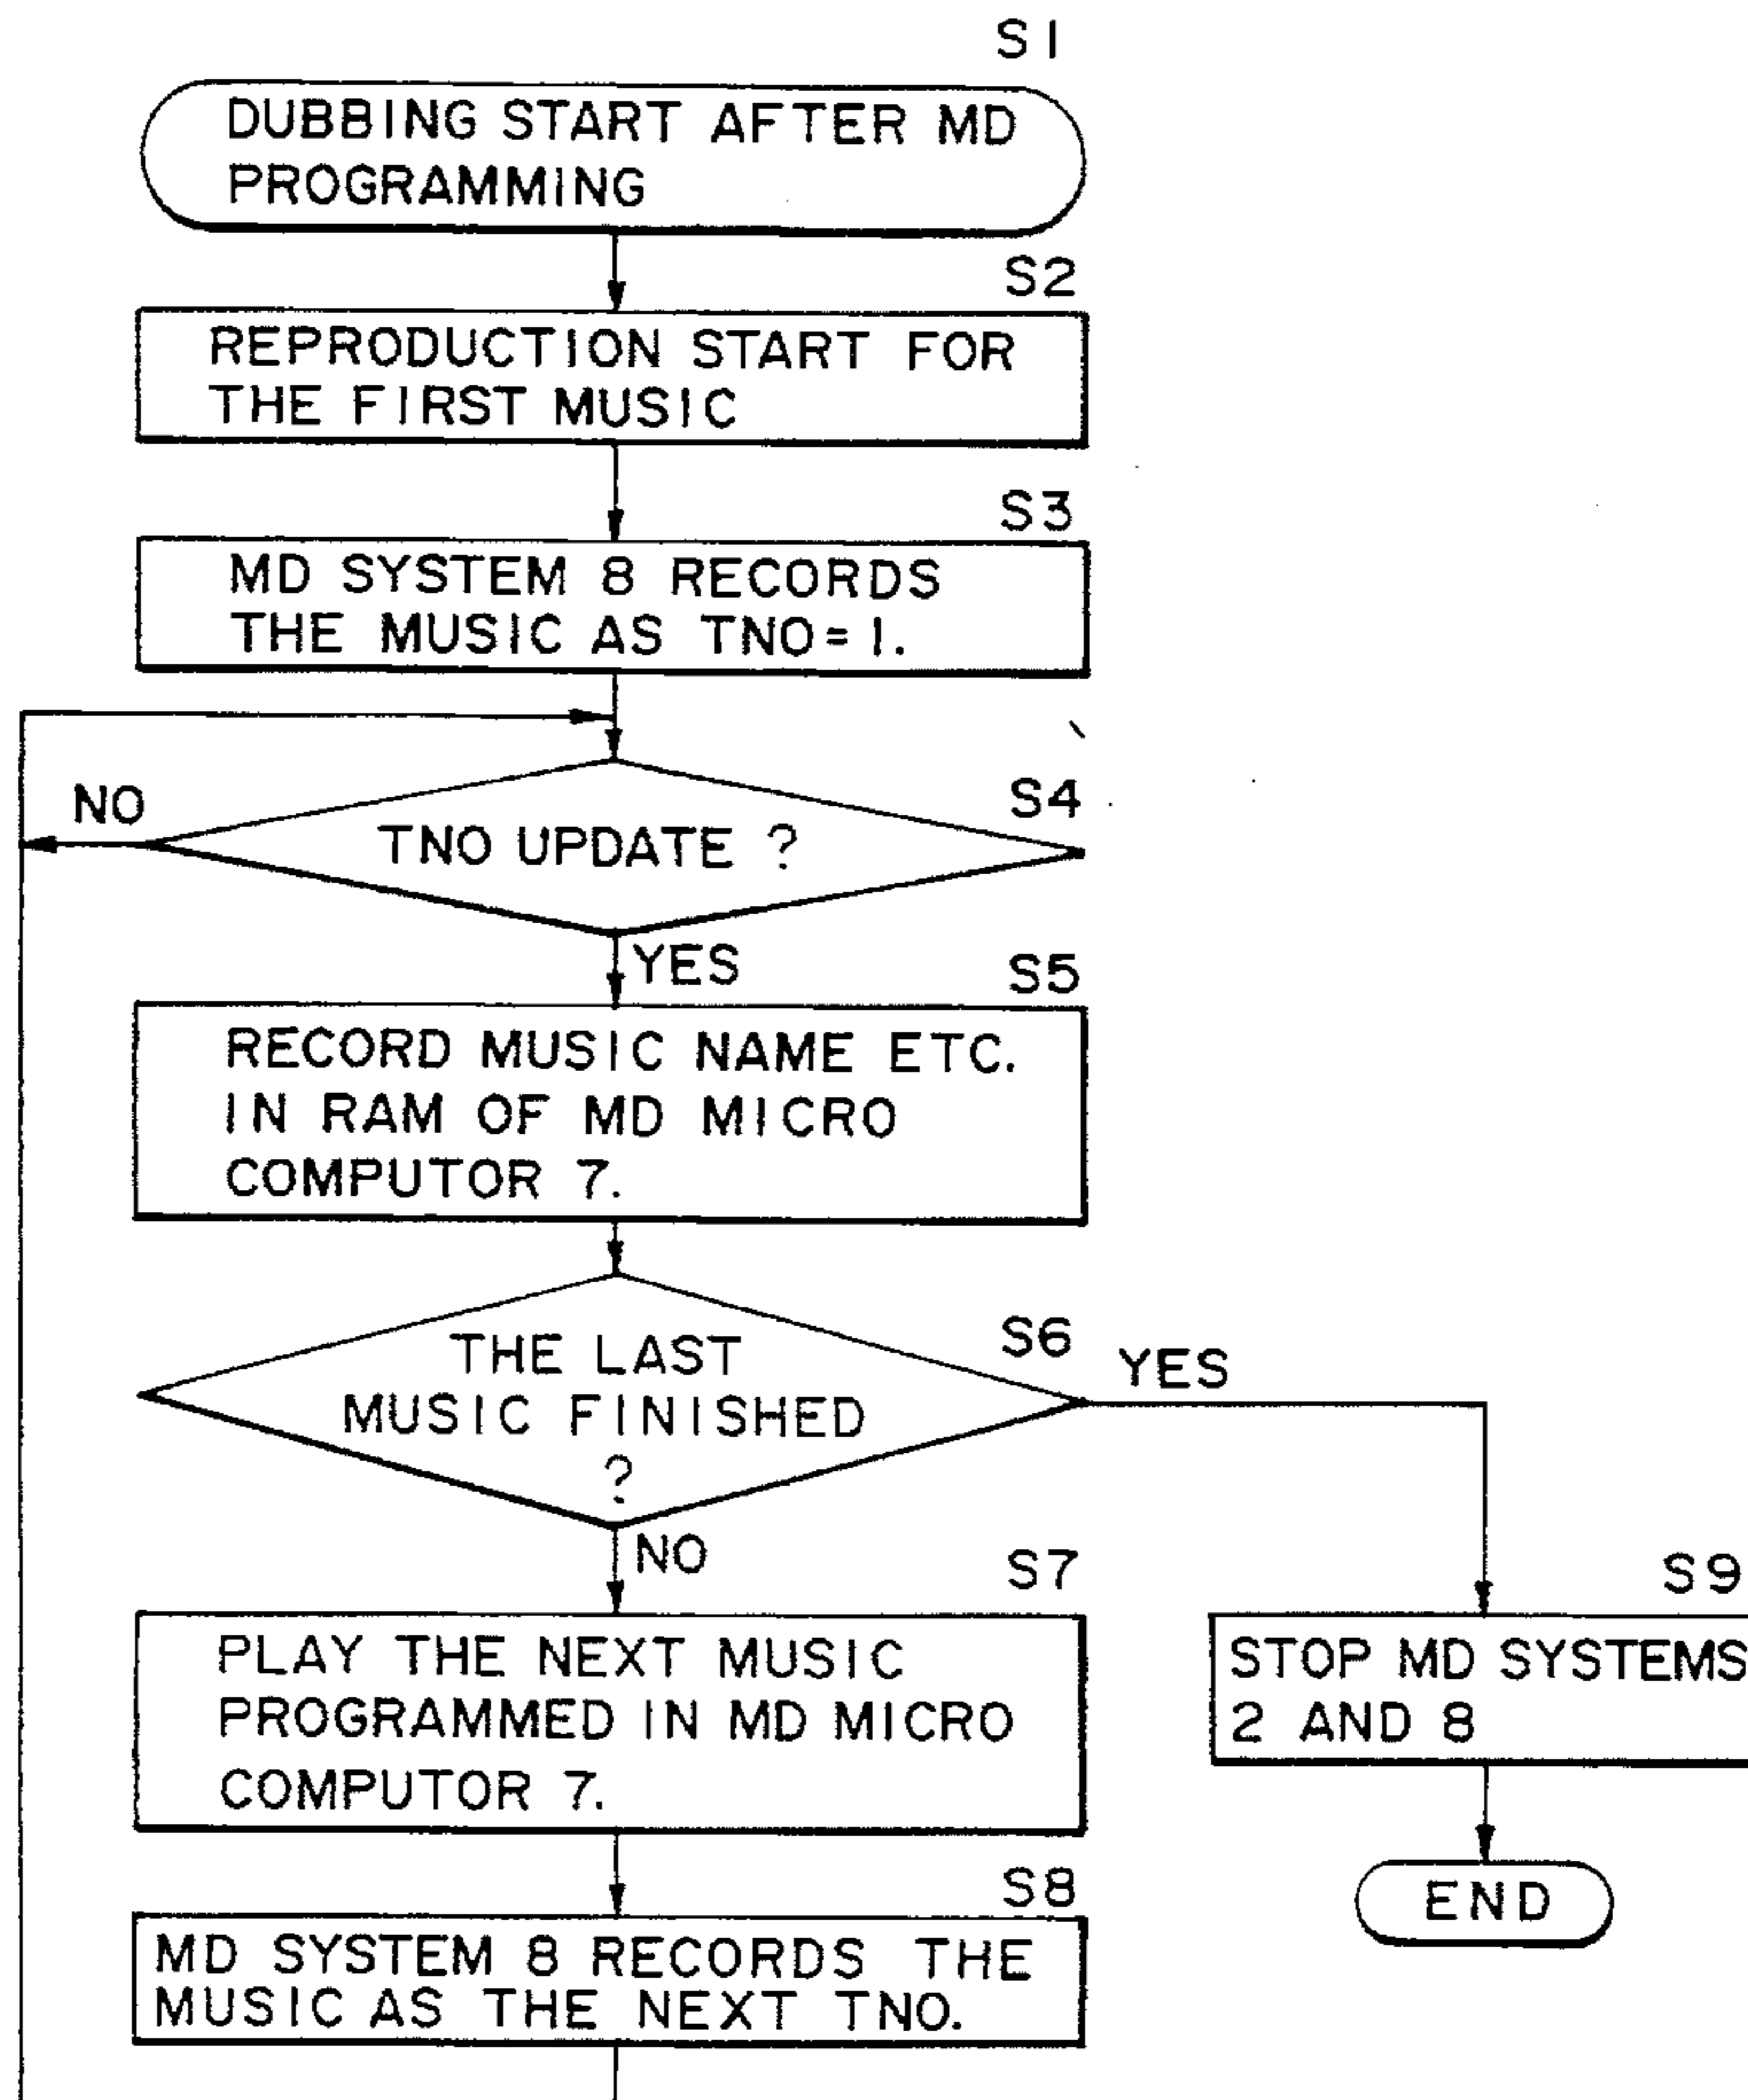 S1
DUBBING START AFTER MD
PROGRAMMING
S2
REPRODUCTION START FOR
THE FIRST MUSIC
S3
MD SYSTEM 8 RECORDS
THE MUSIC AS TNO=1.
NO
S4
TNO UPDATE ?
YES
S5
RECORD MUSIC NAME ETC.
IN RAM OF MD MICRO
COMPUTOR 7.
THE LAST
MUSIC FINISHED
?
S6
YES
NO
S7
PLAY THE NEXT MUSIC
PROGRAMMED IN MD MICRO
COMPUTOR 7.
S9
STOP MD SYSTEMS
2 AND 8
S8
MD SYSTEM 8 RECORDS THE
MUSIC AS THE NEXT TNO.
END